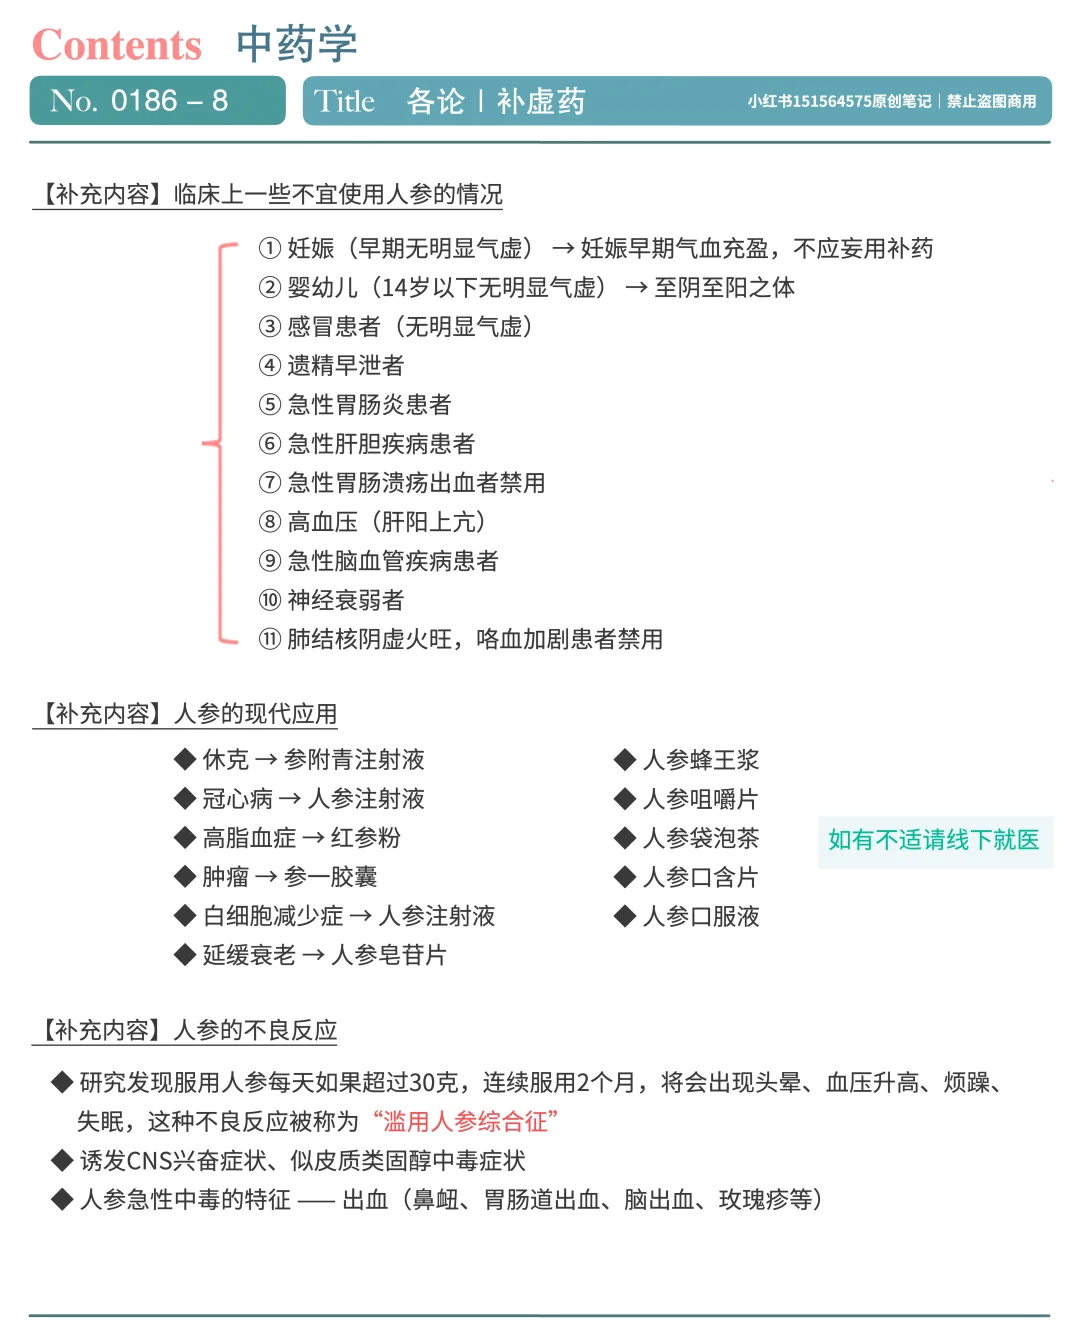 Contents 中药学
No. 0186 – 8 Title 各论 | 补虚药 小红书151564575原创笔记｜禁止盗图商用
【补充内容】临床上一些不宜使用人参的情况
① 妊娠（早期无明显气虚） → 妊娠早期气血充盈，不应妄用补药
② 婴幼儿（14岁以下无明显气虚） → 至阴至阳之体
③ 感冒患者（无明显气虚）
④ 遗精早泄者
⑤ 急性胃肠炎患者
⑥ 急性肝胆疾病患者
⑦ 急性胃肠溃疡出血者禁用
⑧ 高血压（肝阳上亢）
⑨ 急性脑血管疾病患者
⑩ 神经衰弱者
⑪ 肺结核阴虚火旺，咯血加剧患者禁用
【补充内容】人参的现代应用
◆ 休克 → 参附青注射液
◆ 冠心病 → 人参注射液
◆ 高脂血症 → 红参粉
◆ 肿瘤 → 参一胶囊
◆ 白细胞减少症 → 人参注射液
◆ 延缓衰老 → 人参皂苷片
◆ 人参蜂王浆
◆ 人参咀嚼片
◆ 人参袋泡茶
◆ 人参口含片
◆ 人参口服液
如有不适请线下就医
【补充内容】人参的不良反应
◆ 研究发现服用人参每天如果超过30克，连续服用2个月，将会出现头晕、血压升高、烦躁、
失眠，这种不良反应被称为“滥用人参综合征”
◆ 诱发CNS兴奋症状、似皮质类固醇中毒症状
◆ 人参急性中毒的特征 —— 出血（鼻衄、胃肠道出血、脑出血、玫瑰疹等）